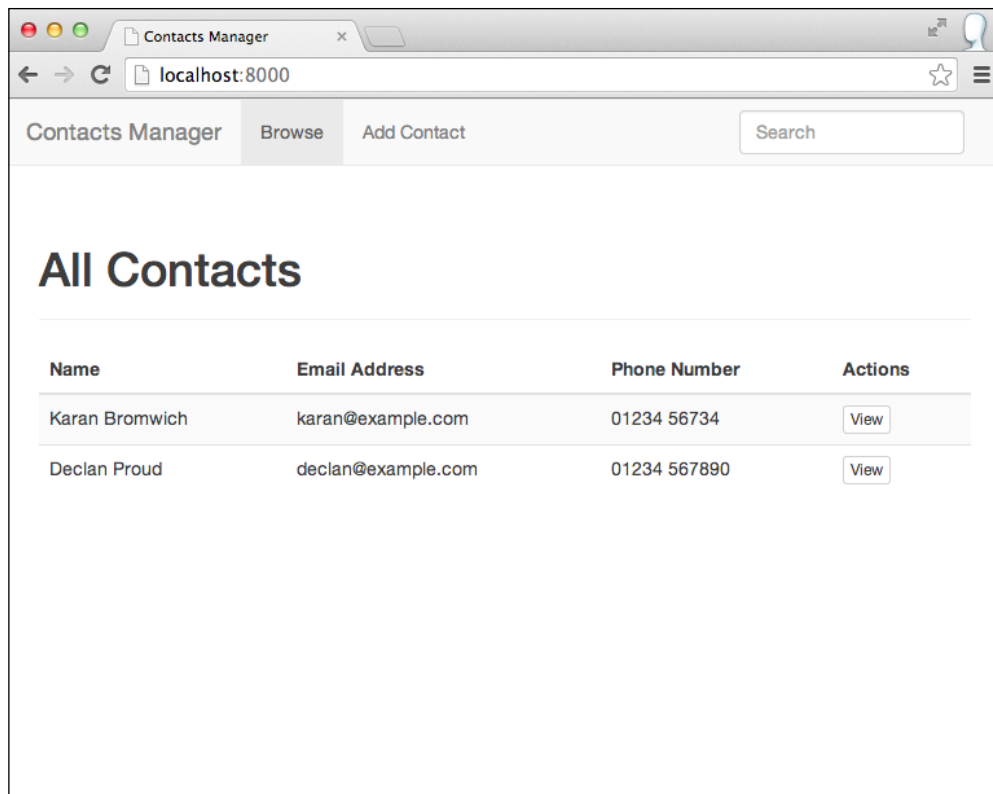 Contacts Manager
localhost:8000
Contacts Manager Browse Add Contact Search
All Contacts
Name Email Address Phone Number Actions
Karan Bromwich karan@example.com 01234 56734 View
Declan Proud declan@example.com 01234 567890 View